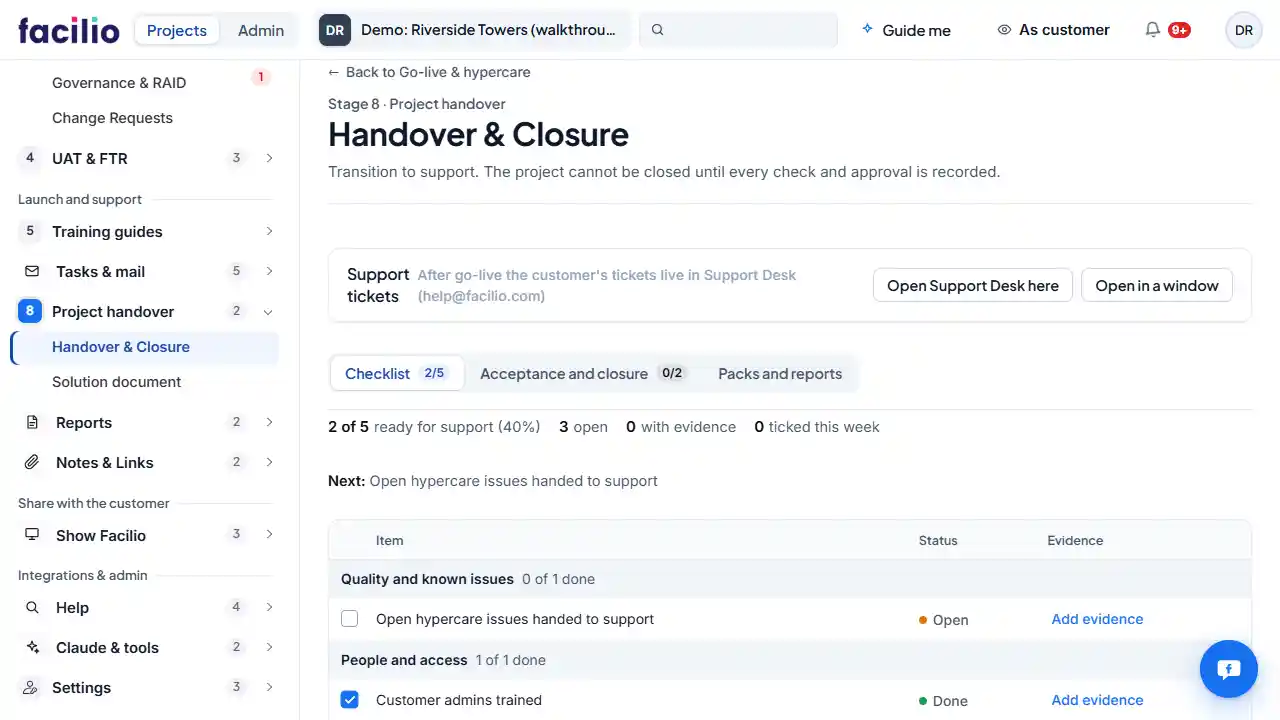 facilio
Projects
Admin
DR
Demo: Riverside Towers (walkthrou...
Guide me
As customer
9+
DR
Governance & RAID
1
Change Requests
4
UAT & FTR
3
Launch and support
5
Training guides
Tasks & mail
5
8
Project handover
2
Handover & Closure
Solution document
Reports
2
Notes & Links
2
Share with the customer
Show Facilio
3
Integrations & admin
Help
4
Claude & tools
2
Settings
3
← Back to Go-live & hypercare
Stage 8 · Project handover
Handover & Closure
Transition to support. The project cannot be closed until every check and approval is recorded.
Support tickets
After go-live the customer's tickets live in Support Desk
(help@facilio.com)
Open Support Desk here
Open in a window
Checklist 2/5
Acceptance and closure 0/2
Packs and reports
2 of 5 ready for support (40%) 3 open 0 with evidence 0 ticked this week
Next: Open hypercare issues handed to support
Item Status Evidence
Quality and known issues 0 of 1 done
Open hypercare issues handed to support Open Add evidence
People and access 1 of 1 done
Customer admins trained Done Add evidence